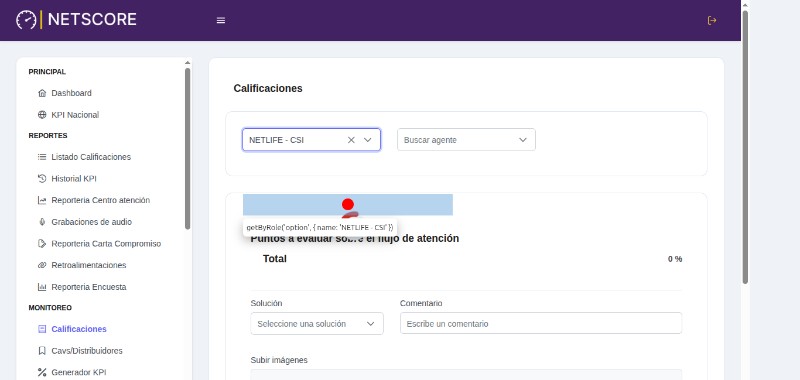 NETSCORE
PRINCIPAL
Dashboard
KPI Nacional
REPORTES
Listado Calificaciones
Historial KPI
Reporteria Centro atención
Grabaciones de audio
Reporteria Carta Compromiso
Retroalimentaciones
Reporteria Encuesta
MONITOREO
Calificaciones
Cavs/Distribuidores
Generador KPI
Calificaciones
NETLIFE - CSI
Buscar agente
getByRole('option', { name: 'NETLIFE - CSI' })
Puntos a evaluar sobre el flujo de atención
Total
0 %
Solución
Comentario
Seleccione una solución
Escribe un comentario
Subir imágenes